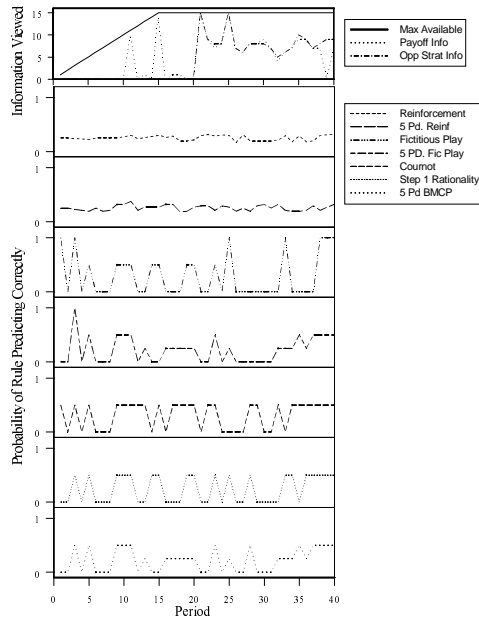 Information Viewed
15
10
5
0
Max Available
Payoff Info
Opp Strat Info
Probability of Rule Predicting Correctly
1
0
1
0
1
0
1
0
1
0
1
0
1
0
Reinforcement
5 Pd. Reinf
Fictitious Play
5 PD. Fic Play
Cournot
Step 1 Rationality
5 Pd BMCP
0 5 10 15 20 25 30 35 40
Period